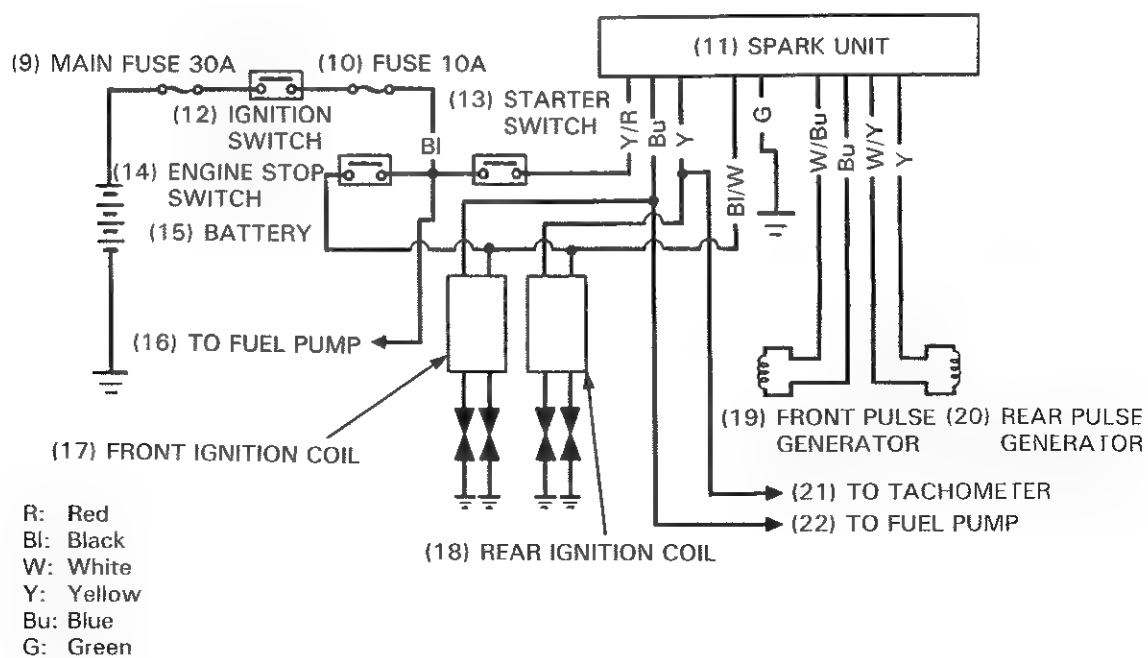 (11) SPARK UNIT
(9) MAIN FUSE 30A
(10) FUSE 10A
(12) IGNITION
SWITCH
(13) STARTER
SWITCH
Bl
Y/R
Bu
Y
Bl/W
G
W/Bu
Bu
W/Y
Y
(14) ENGINE STOP
SWITCH
(15) BATTERY
(16) TO FUEL PUMP
(17) FRONT IGNITION COIL
(18) REAR IGNITION COIL
(19) FRONT PULSE
GENERATOR
(20) REAR PULSE
GENERATOR
(21) TO TACHOMETER
(22) TO FUEL PUMP
R: Red
Bl: Black
W: White
Y: Yellow
Bu: Blue
G: Green